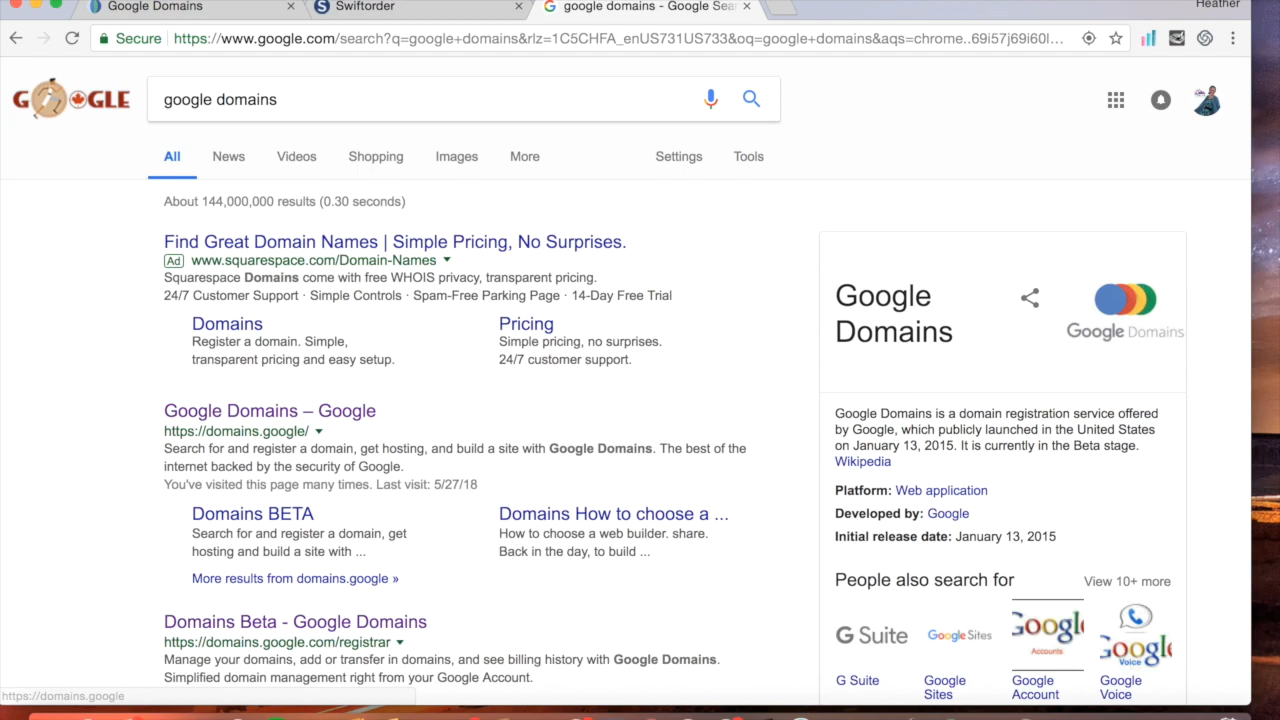 Heather
Google Domains
Swiftorder
google domains - Google Sear
Secure https://www.google.com/search?q=google+domains&rlz=1C5CHFA_enUS731US733&oq=google+domains&aqs=chrome..69i57j69i60l...
GOOGLE
google domains
All News Videos Shopping Images More Settings Tools
About 144,000,000 results (0.30 seconds)
Find Great Domain Names | Simple Pricing, No Surprises.
Ad www.squarespace.com/Domain-Names
Squarespace Domains come with free WHOIS privacy, transparent pricing.
24/7 Customer Support · Simple Controls · Spam-Free Parking Page · 14-Day Free Trial
Domains
Register a domain. Simple,
transparent pricing and easy setup.
Pricing
Simple pricing, no surprises.
24/7 customer support.
Google Domains – Google
https://domains.google/
Search for and register a domain, get hosting, and build a site with Google Domains. The best of the
internet backed by the security of Google.
You've visited this page many times. Last visit: 5/27/18
Domains BETA
Search for and register a domain, get
hosting and build a site with ...
Domains How to choose a ...
How to choose a web builder. share.
Back in the day, to build ...
More results from domains.google »
Domains Beta - Google Domains
https://domains.google.com/registrar
Manage your domains, add or transfer in domains, and see billing history with Google Domains.
Simplified domain management right from your Google Account.
https://domains.google
Google
Domains
Google Domains
Google Domains is a domain registration service offered
by Google, which publicly launched in the United States
on January 13, 2015. It is currently in the Beta stage.
Wikipedia
Platform: Web application
Developed by: Google
Initial release date: January 13, 2015
People also search for View 10+ more
G Suite
Google Sites
Google
Accounts
Google
Voice
G Suite
Google
Sites
Google
Account
Google
Voice